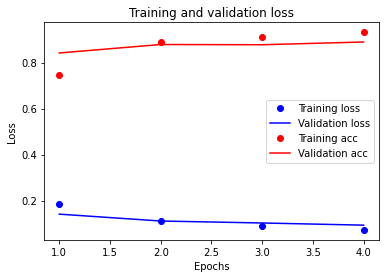 Training and validation loss
Loss
0.8
0.6
0.4
0.2
Training loss
Validation loss
Training acc
Validation acc
1.0 1.5 2.0 2.5 3.0 3.5 4.0
Epochs